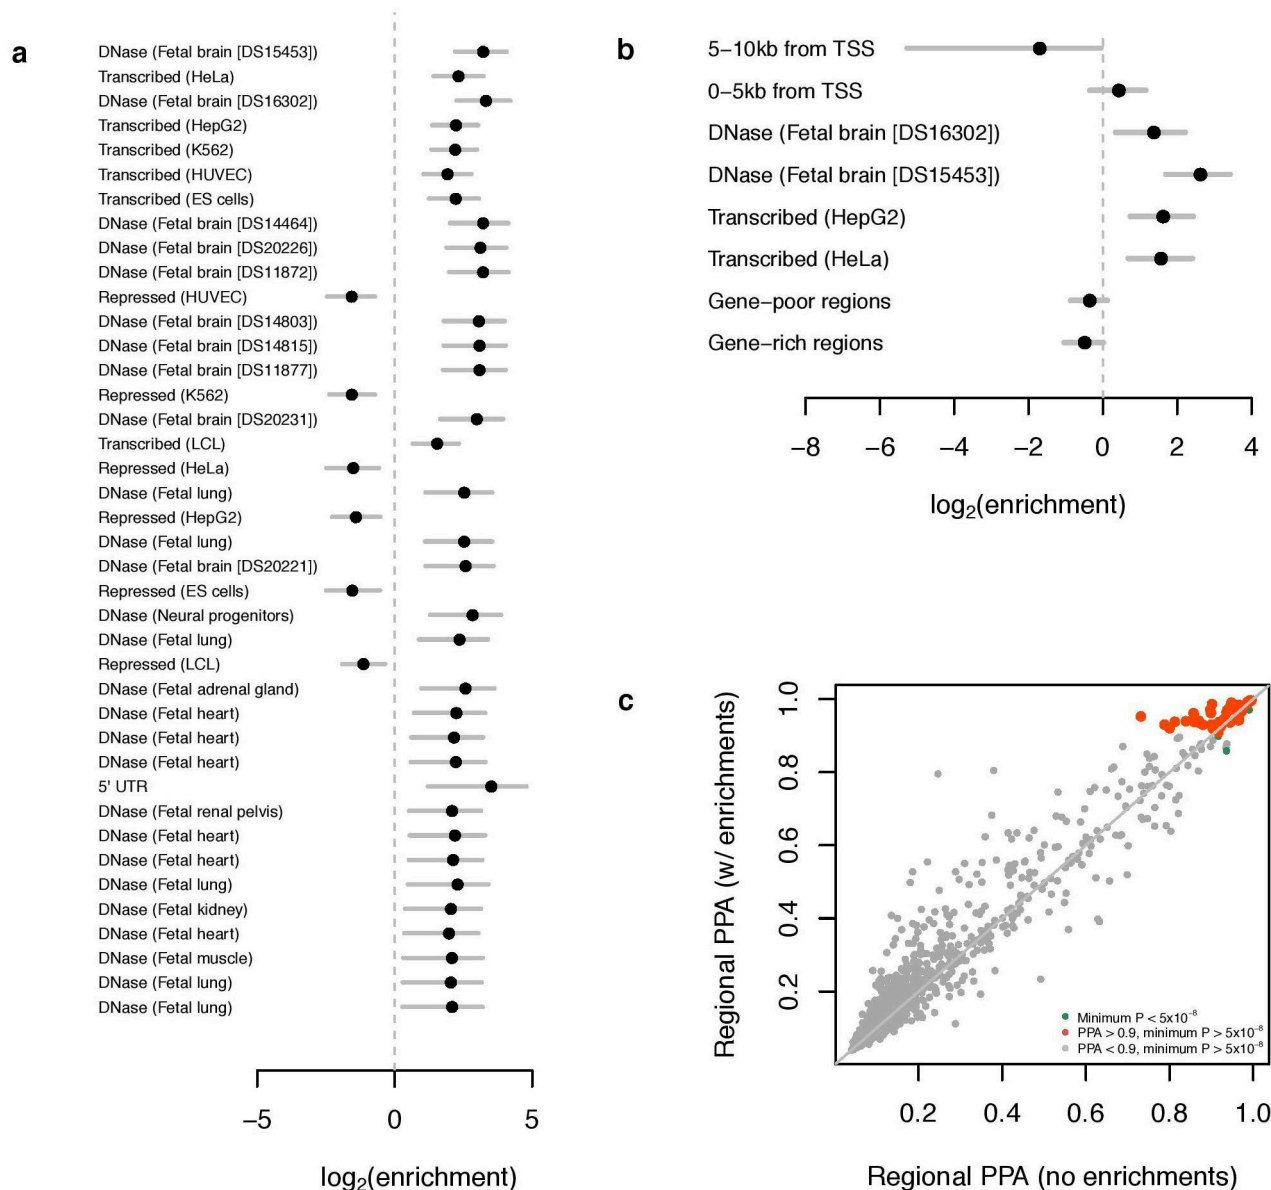 a
DNase (Fetal brain [DS15453])
Transcribed (HeLa)
DNase (Fetal brain [DS16302])
Transcribed (HepG2)
Transcribed (K562)
Transcribed (HUVEC)
Transcribed (ES cells)
DNase (Fetal brain [DS14464])
DNase (Fetal brain [DS20226])
DNase (Fetal brain [DS11872])
Repressed (HUVEC)
DNase (Fetal brain [DS14803])
DNase (Fetal brain [DS14815])
DNase (Fetal brain [DS11877])
Repressed (K562)
DNase (Fetal brain [DS20231])
Transcribed (LCL)
Repressed (HeLa)
DNase (Fetal lung)
Repressed (HepG2)
DNase (Fetal lung)
DNase (Fetal brain [DS20221])
Repressed (ES cells)
DNase (Neural progenitors)
DNase (Fetal lung)
Repressed (LCL)
DNase (Fetal adrenal gland)
DNase (Fetal heart)
DNase (Fetal heart)
DNase (Fetal heart)
5' UTR
DNase (Fetal renal pelvis)
DNase (Fetal heart)
DNase (Fetal heart)
DNase (Fetal lung)
DNase (Fetal kidney)
DNase (Fetal heart)
DNase (Fetal muscle)
DNase (Fetal lung)
DNase (Fetal lung)
−5 0 5
log₂(enrichment)
b
5−10kb from TSS
0−5kb from TSS
DNase (Fetal brain [DS16302])
DNase (Fetal brain [DS15453])
Transcribed (HepG2)
Transcribed (HeLa)
Gene−poor regions
Gene−rich regions
−8 −6 −4 −2 0 2 4
log₂(enrichment)
c
Regional PPA (w/ enrichments)
1.0
0.8
0.6
0.4
0.2
Minimum P < 5x10⁻⁸
PPA > 0.9, minimum P > 5x10⁻⁸
PPA < 0.9, minimum P > 5x10⁻⁸
0.2 0.4 0.6 0.8 1.0
Regional PPA (no enrichments)